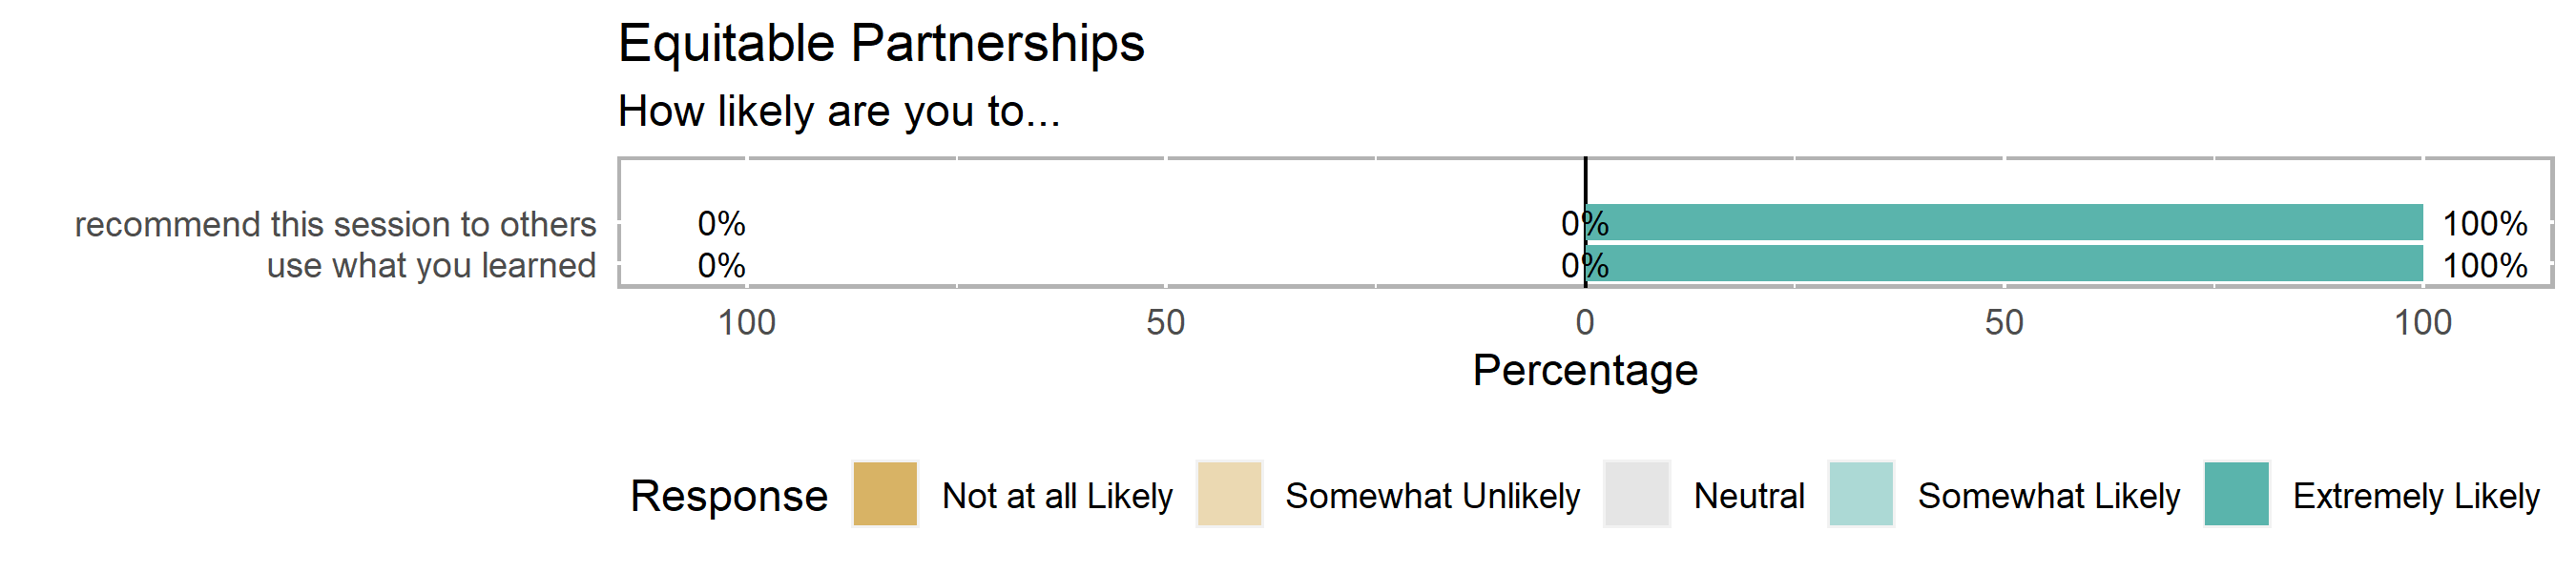 Equitable Partnerships
How likely are you to...
recommend this session to others 0% 0% 100%
use what you learned 0% 0% 100%
100 50 0 50 100
Percentage
Response Not at all Likely Somewhat Unlikely Neutral Somewhat Likely Extremely Likely